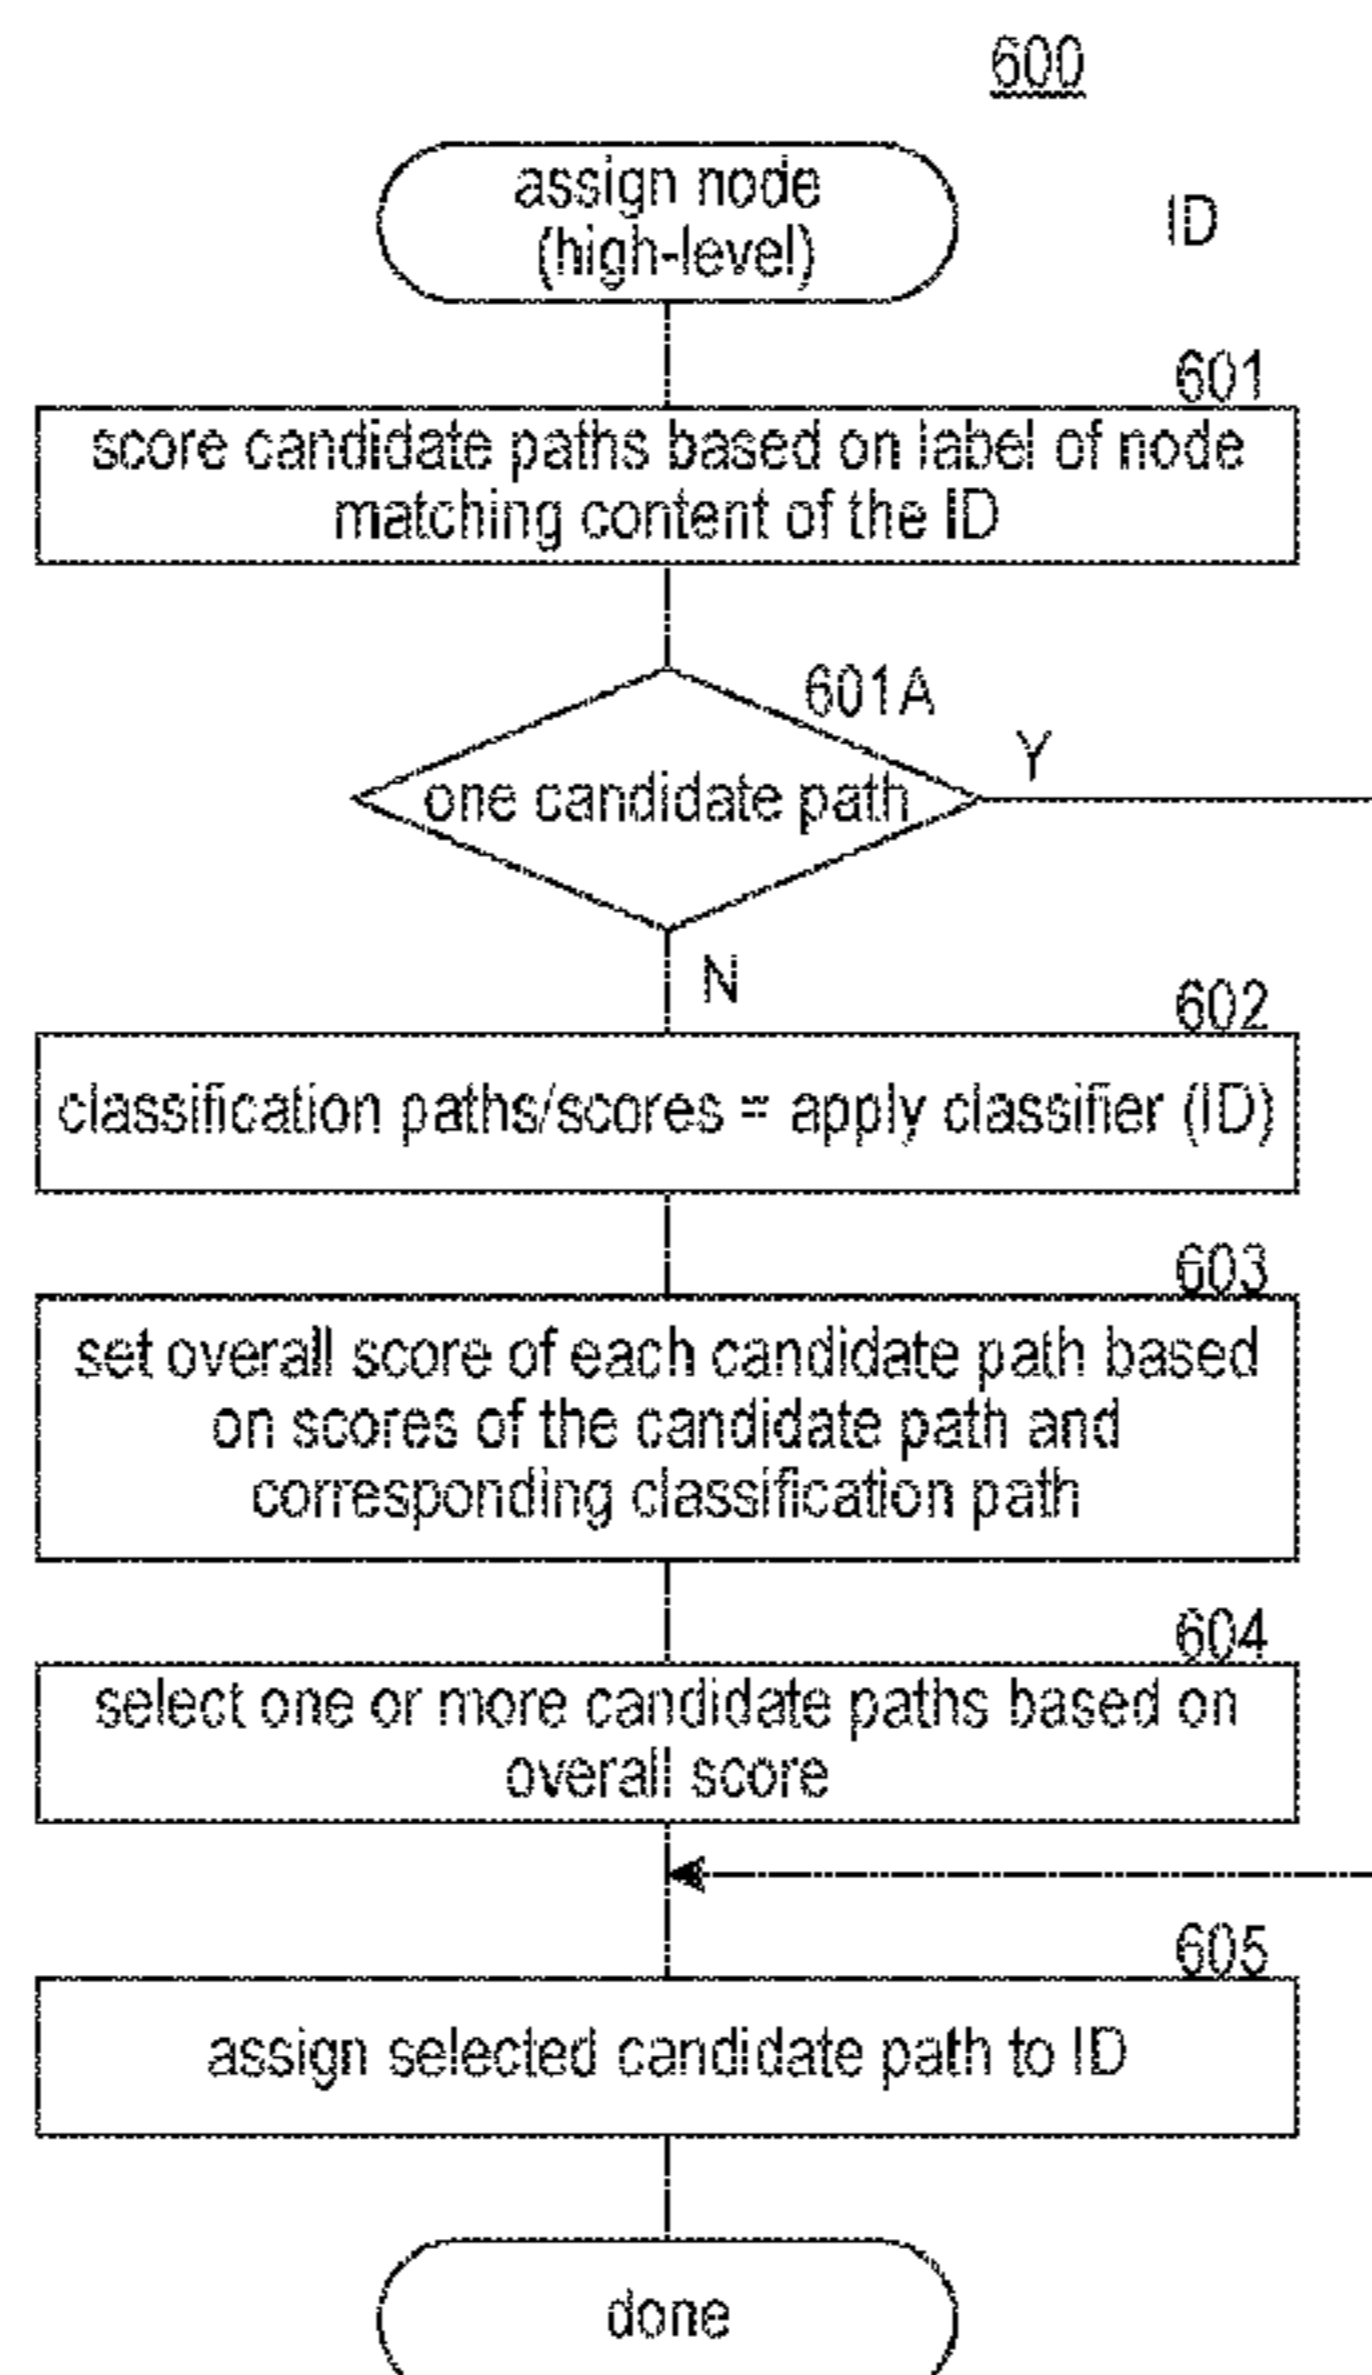 600
assign node
(high-level)
ID
601
score candidate paths based on label of node
matching content of the ID
601A
one candidate path
Y
N
602
classification paths/scores = apply classifier (ID)
603
set overall score of each candidate path based
on scores of the candidate path and
corresponding classification path
604
select one or more candidate paths based on
overall score
605
assign selected candidate path to ID
done